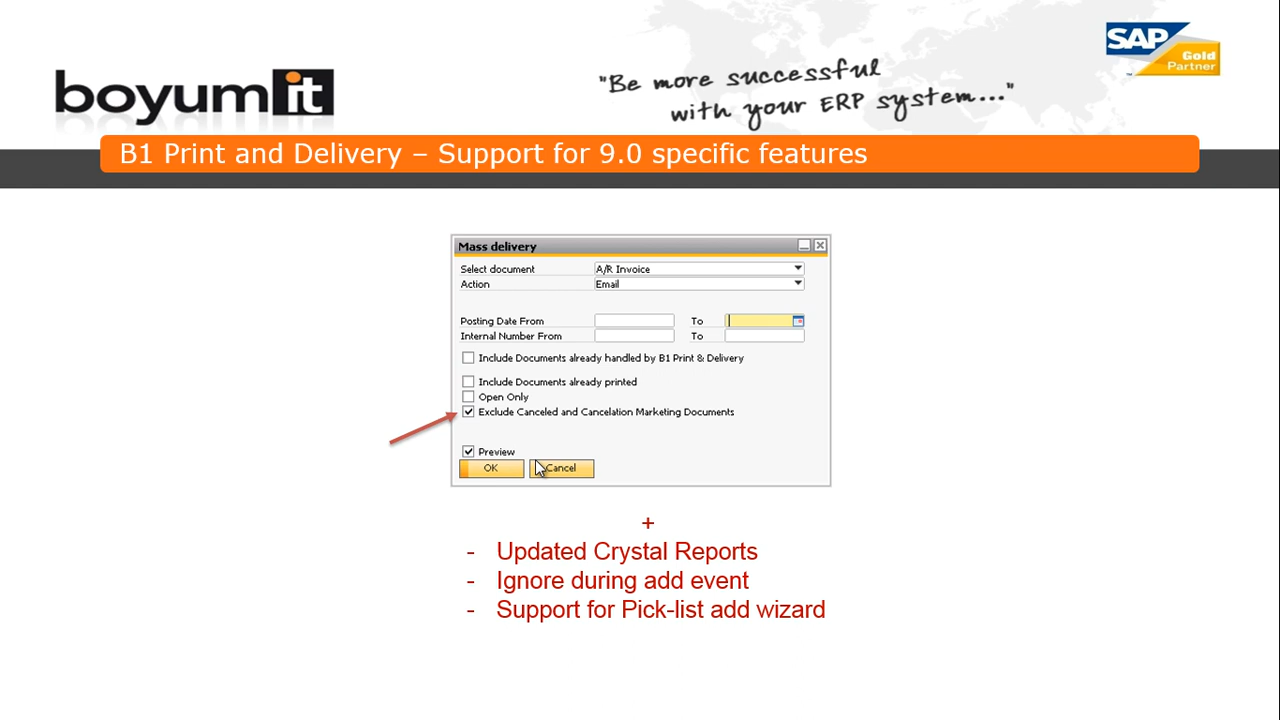 boyum it
"Be more successful
with your ERP system..."
SAP Gold
Partner
B1 Print and Delivery – Support for 9.0 specific features
Mass delivery
Select document A/R Invoice
Action Email
Posting Date From To
Internal Number From To
Include Documents already handled by B1 Print & Delivery
Include Documents already printed
Open Only
Exclude Canceled and Cancelation Marketing Documents
Preview
OK Cancel
+
- Updated Crystal Reports
- Ignore during add event
- Support for Pick-list add wizard